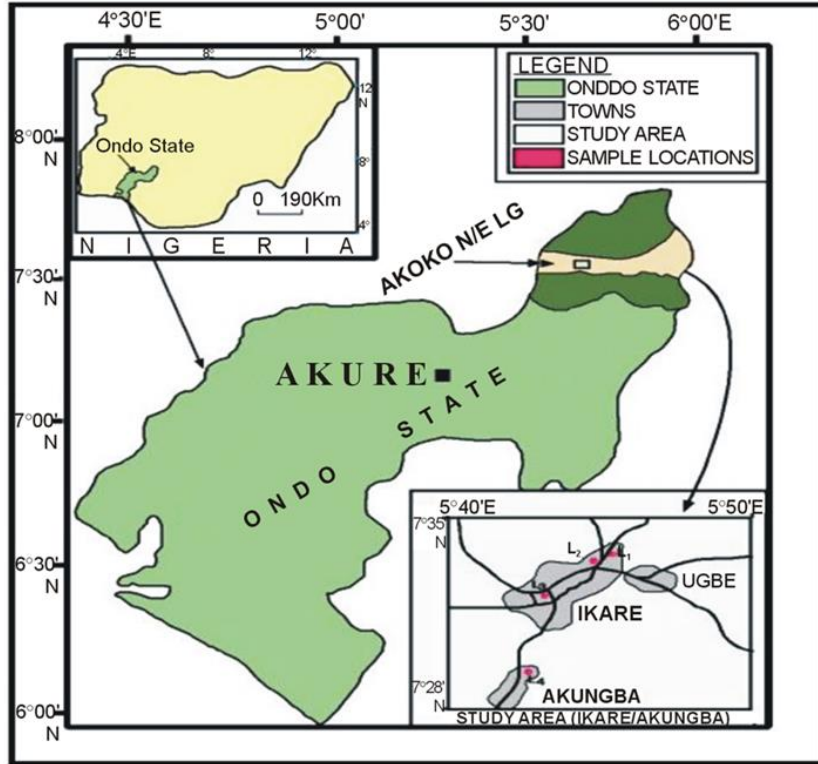 4°30'E
5°00'
5°30'
6°00'E
4°E
8°
12°
12
N
Ondo State
8°
0 190Km
4°
N I G E R I A
LEGEND
ONDDO STATE
TOWNS
STUDY AREA
SAMPLE LOCATIONS
8°00'
N
AKOKO N/E LG
7°30'
N
AKURE
7°00'
N
ONDO STATE
5°40'E
5°50'E
7°35'
N
L2
L1
UGBE
L3
IKARE
6°30'
N
7°28'
N
L4
AKUNGBA
STUDY AREA (IKARE/AKUNGBA)
6°00'
N